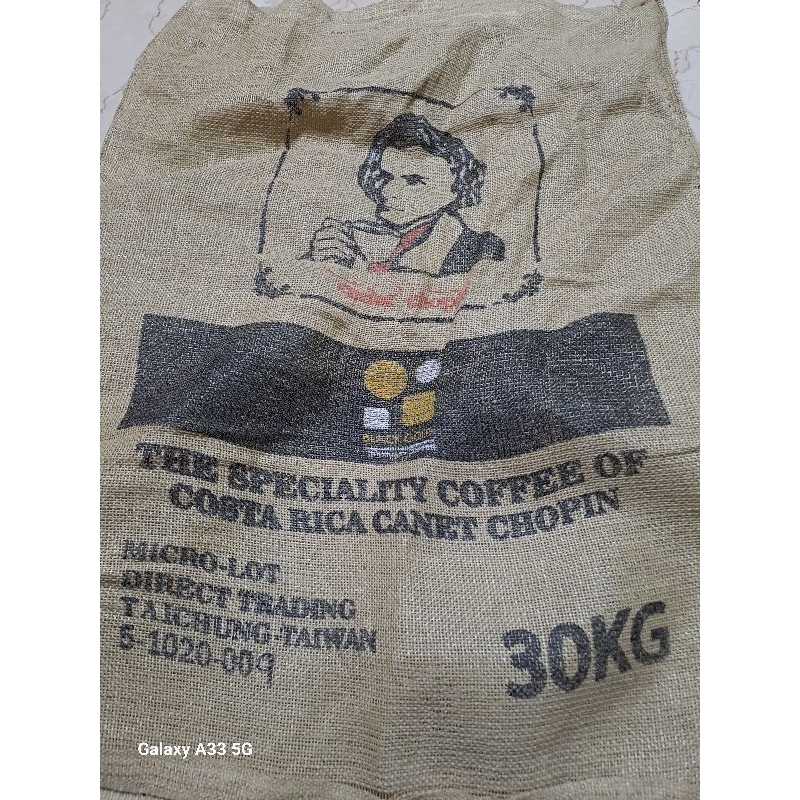 THE SPECIALITY COFFEE OF
COSTA RICA CANET CHOPIN
MICRO-LOT
DIRECT TRADING
TAICHUNG-TAIWAN
5-1020-009
30KG
Galaxy A33 5G